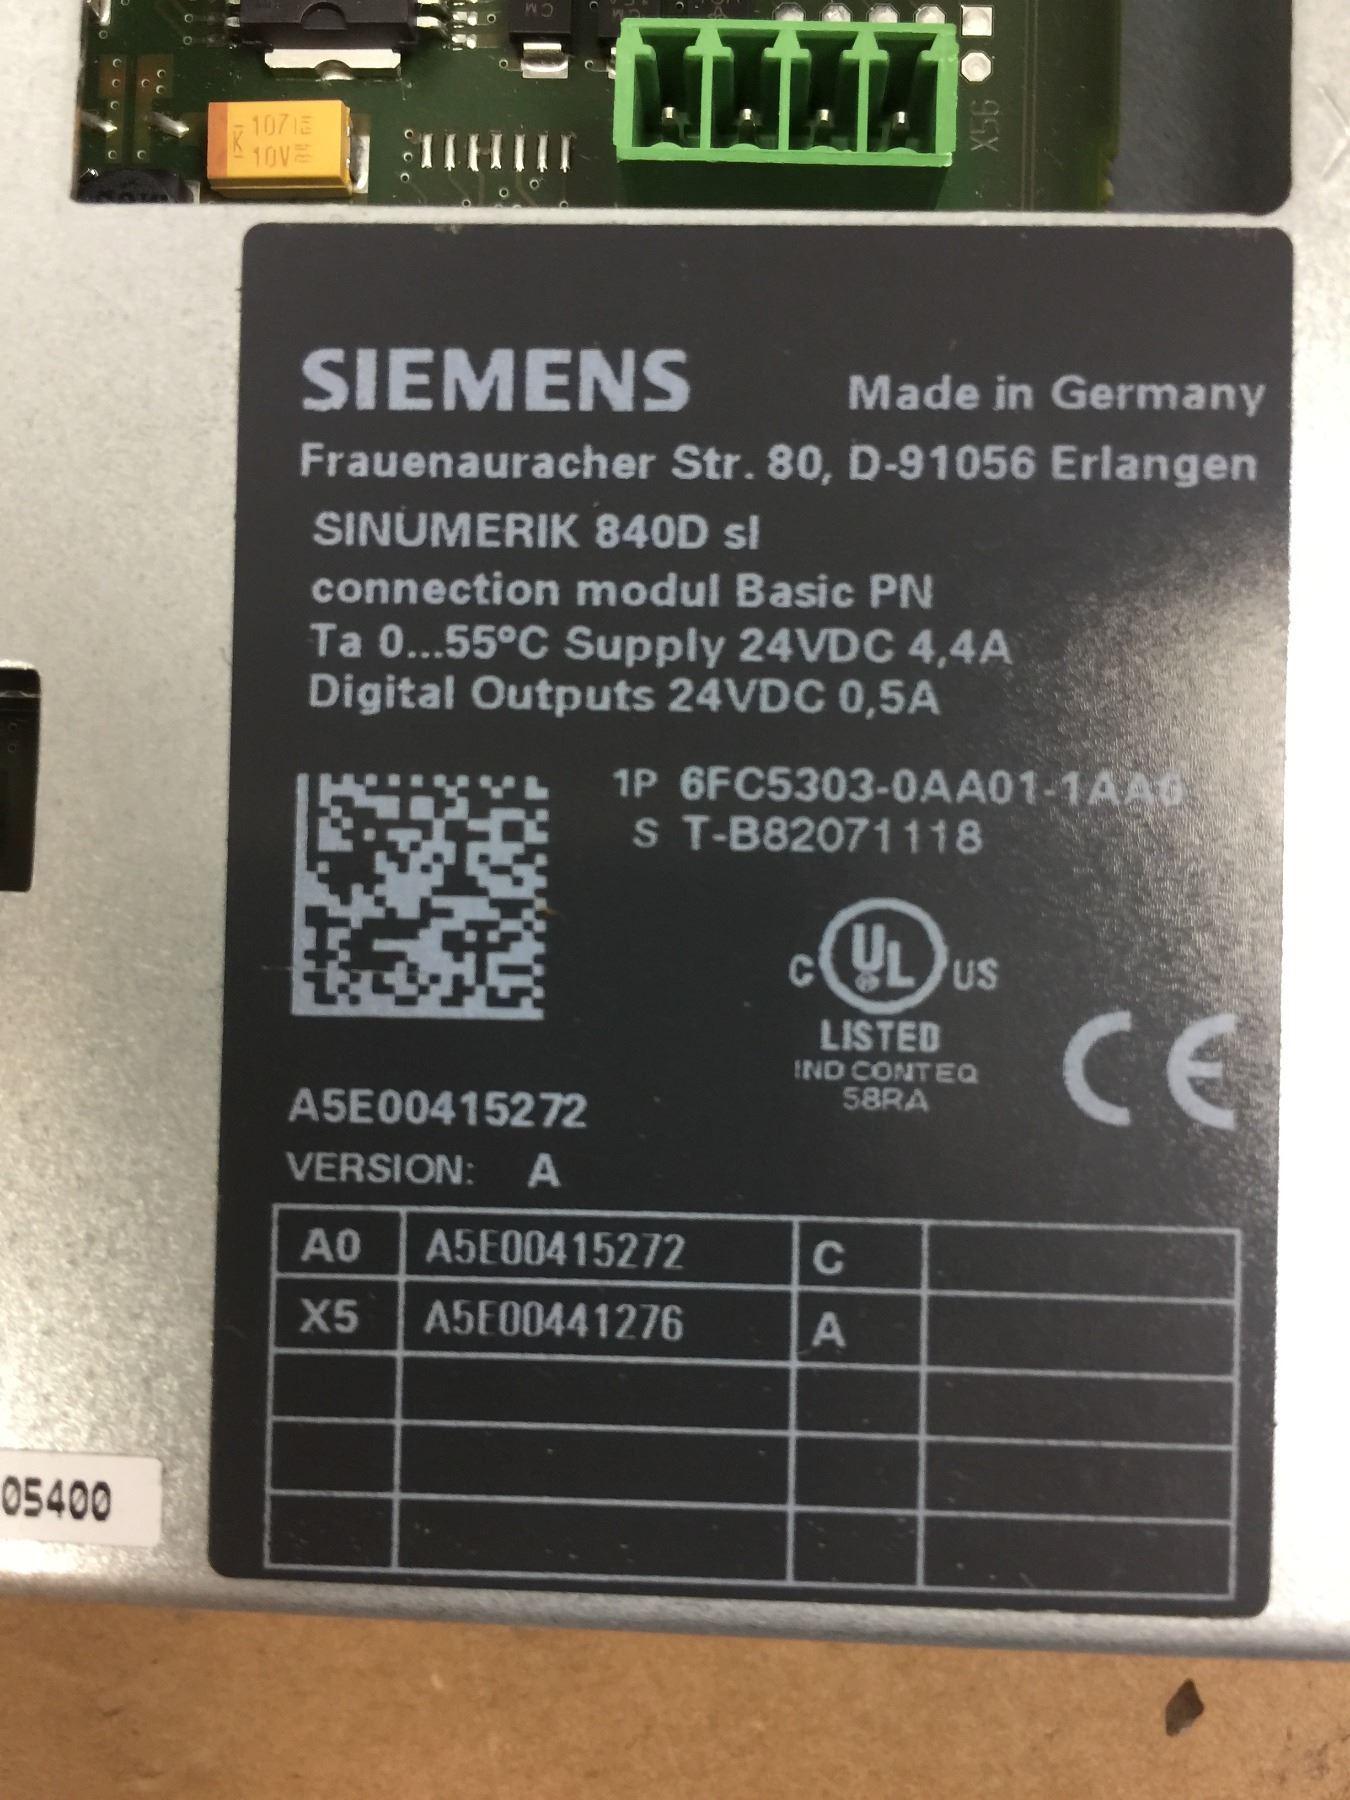 107
10V
X56
SIEMENS Made in Germany
Frauenauracher Str. 80, D-91056 Erlangen
SINUMERIK 840D sl
connection modul Basic PN
Ta 0...55°C Supply 24VDC 4,4A
Digital Outputs 24VDC 0,5A
1P 6FC5303-0AA01-1AA0
S T-B82071118
C UL US
LISTED
IND CONT EQ
58RA
CE
A5E00415272
VERSION: A
A0 A5E00415272 C
X5 A5E00441276 A
05400